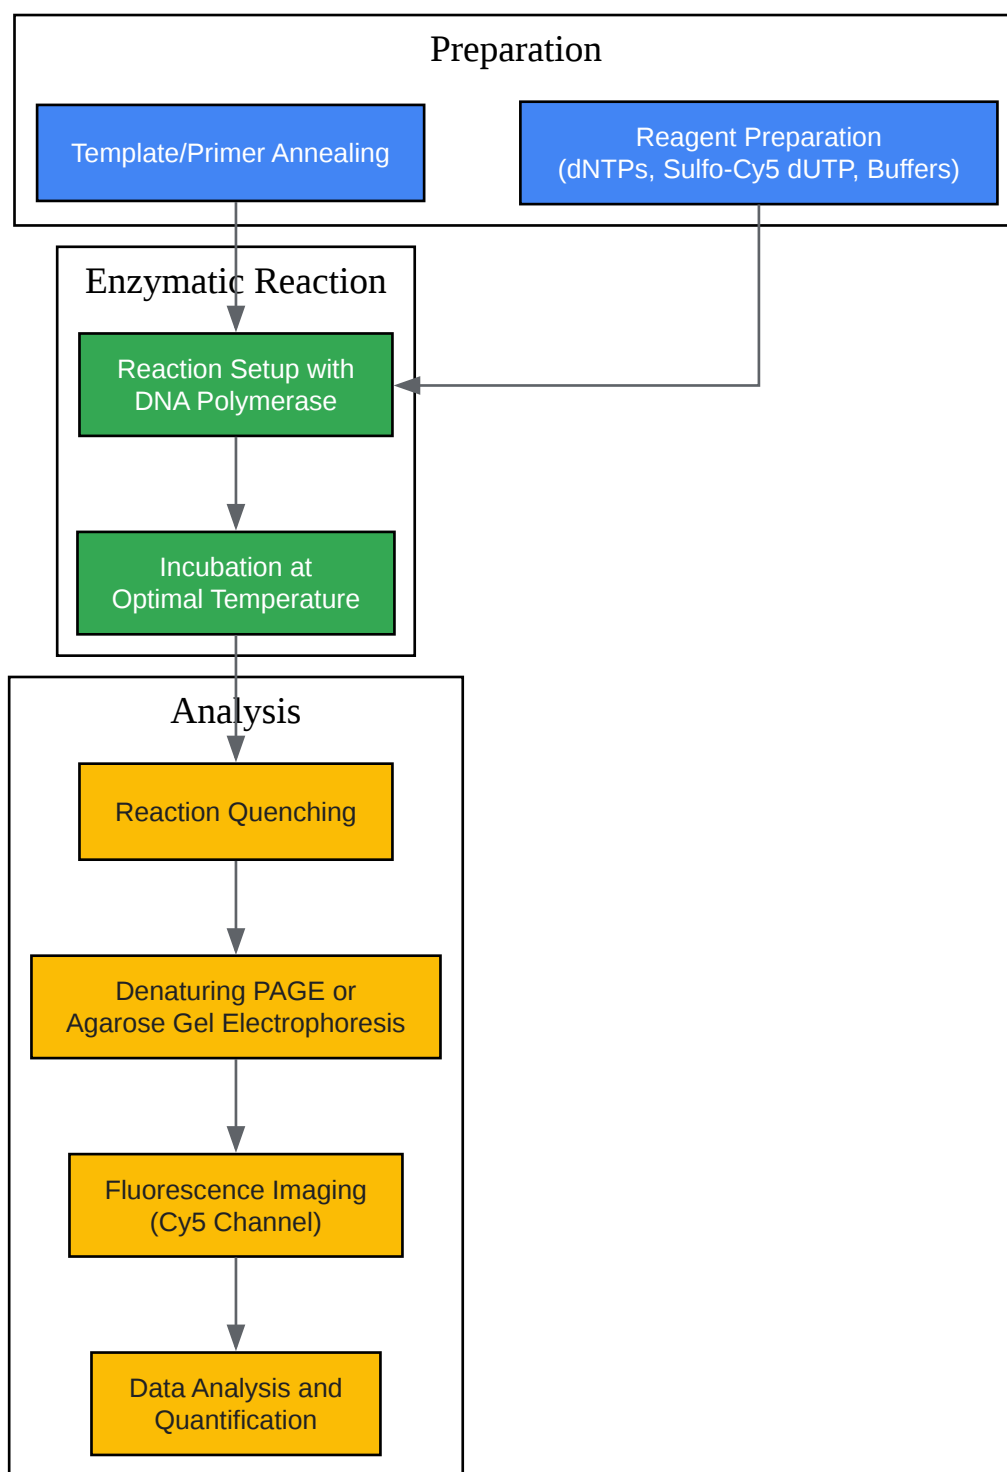 Preparation
Template/Primer Annealing
Reagent Preparation
(dNTPs, Sulfo-Cy5 dUTP, Buffers)
Enzymatic Reaction
Reaction Setup with
DNA Polymerase
Incubation at
Optimal Temperature
Analysis
Reaction Quenching
Denaturing PAGE or
Agarose Gel Electrophoresis
Fluorescence Imaging
(Cy5 Channel)
Data Analysis and
Quantification